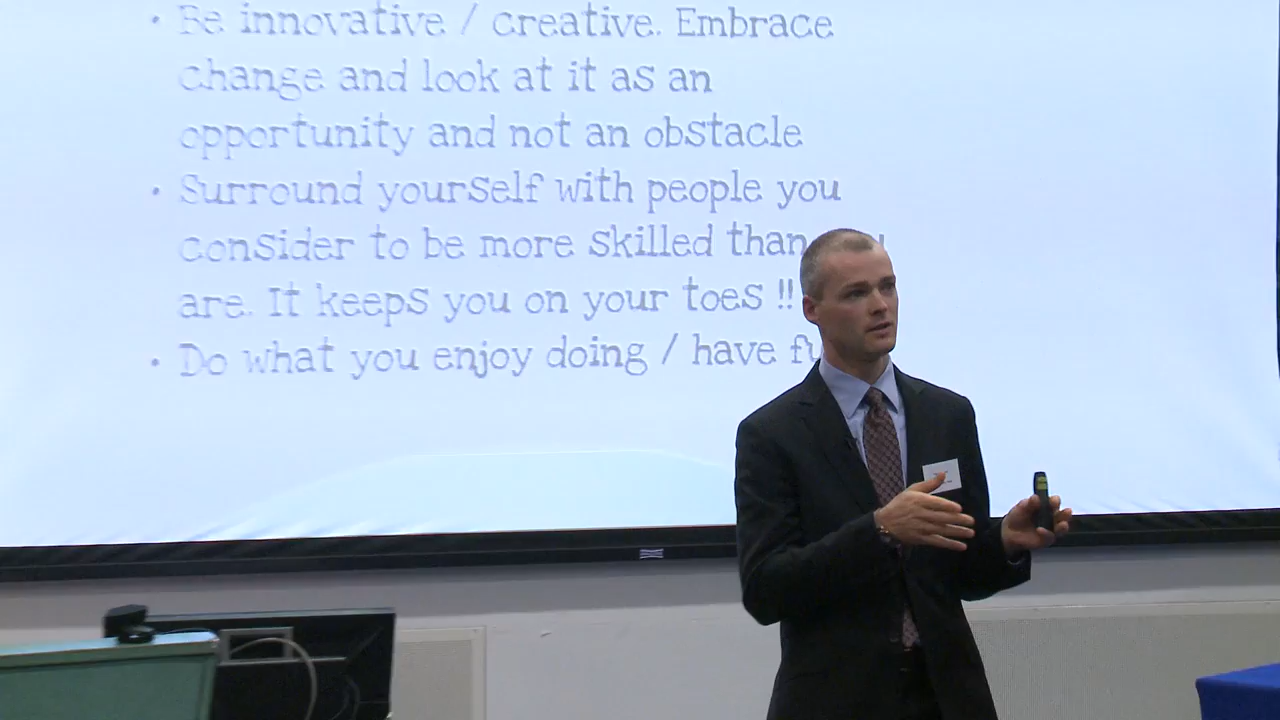 • Be innovative / creative. Embrace
change and look at it as an
opportunity and not an obstacle
• Surround yourself with people you
consider to be more skilled than
are. It keeps you on your toes !!
• Do what you enjoy doing / have